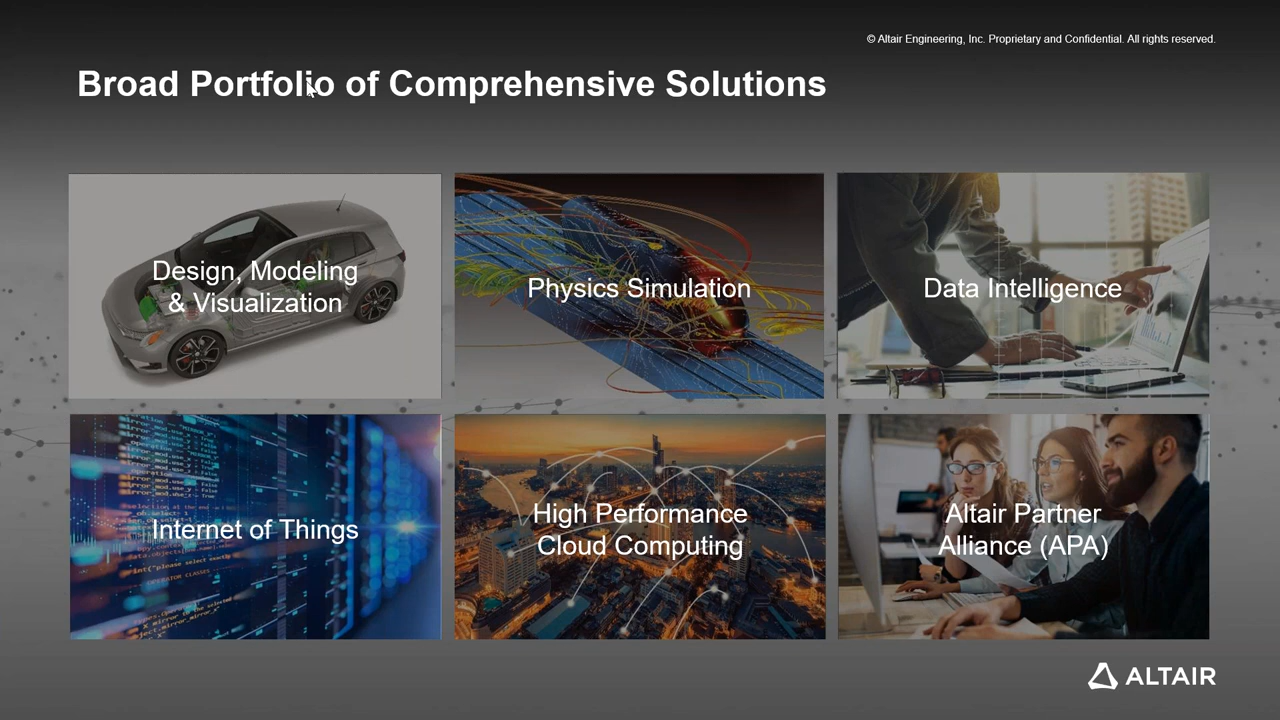 © Altair Engineering, Inc. Proprietary and Confidential. All rights reserved.
Broad Portfolio of Comprehensive Solutions
Design, Modeling
& Visualization
Physics Simulation
Data Intelligence
Internet of Things
High Performance
Cloud Computing
Altair Partner
Alliance (APA)
ALTAIR